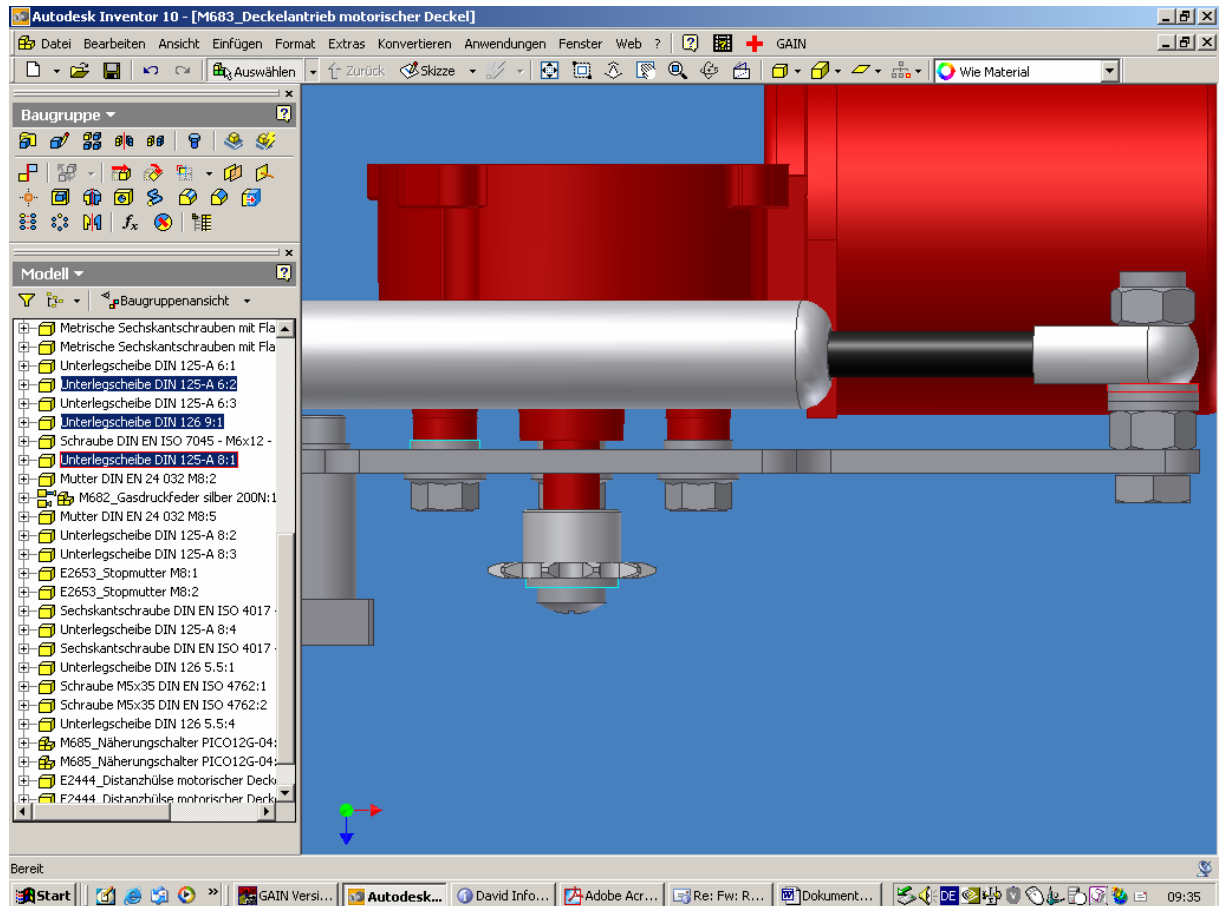 Autodesk Inventor 10 - [M683_Deckelantrieb motorischer Deckel]
Datei Bearbeiten Ansicht Einfügen Format Extras Konvertieren Anwendungen Fenster Web ? GAIN
Auswählen Zurück Skizze Wie Material
Baugruppe
fx
Modell
Baugruppenansicht
Metrische Sechskantschrauben mit Fla
Metrische Sechskantschrauben mit Fla
Unterlegscheibe DIN 125-A 6:1
Unterlegscheibe DIN 125-A 6:2
Unterlegscheibe DIN 125-A 6:3
Unterlegscheibe DIN 126 9:1
Schraube DIN EN ISO 7045 - M6x12 -
Unterlegscheibe DIN 125-A 8:1
Mutter DIN EN 24 032 M8:2
M682_Gasdruckfeder silber 200N:1
Mutter DIN EN 24 032 M8:5
Unterlegscheibe DIN 125-A 8:2
Unterlegscheibe DIN 125-A 8:3
E2653_Stopmutter M8:1
E2653_Stopmutter M8:2
Sechskantschraube DIN EN ISO 4017 -
Unterlegscheibe DIN 125-A 8:4
Sechskantschraube DIN EN ISO 4017 -
Unterlegscheibe DIN 126 5.5:1
Schraube M5x35 DIN EN ISO 4762:1
Schraube M5x35 DIN EN ISO 4762:2
Unterlegscheibe DIN 126 5.5:4
M685_Näherungschalter PICO12G-04:
M685_Näherungschalter PICO12G-04:
E2444_Distanzhülse motorischer Decke
E2444_Distanzhülse motorischer Decke
Bereit
Start » GAIN Versi... Autodesk... David Info... Adobe Acr... Re: Fw: R... Dokument... DE 09:35